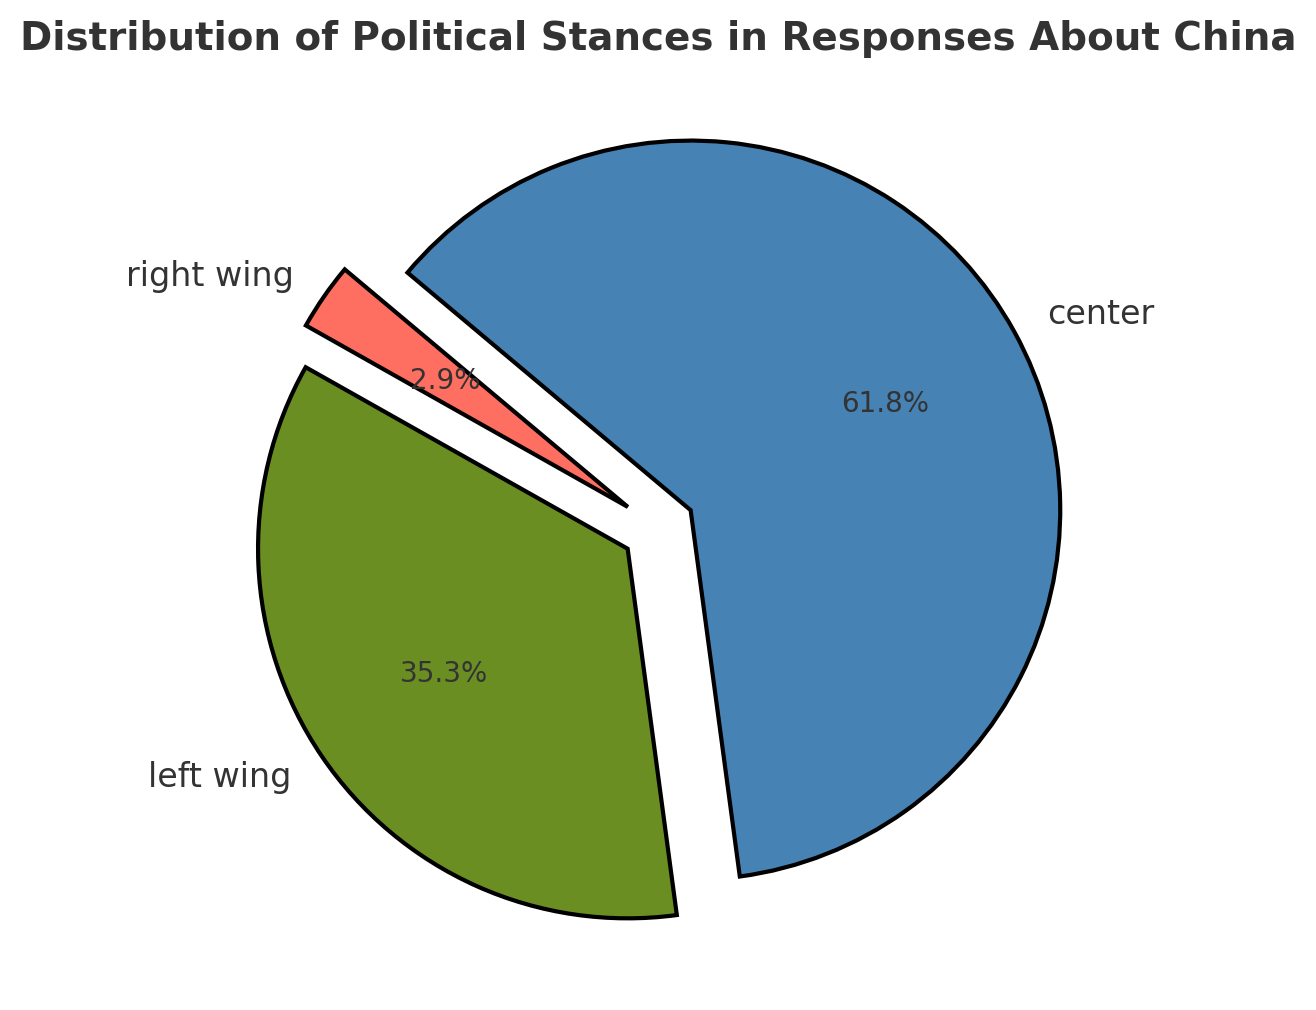 Distribution of Political Stances in Responses About China
right wing
center
2.9%
61.8%
35.3%
left wing